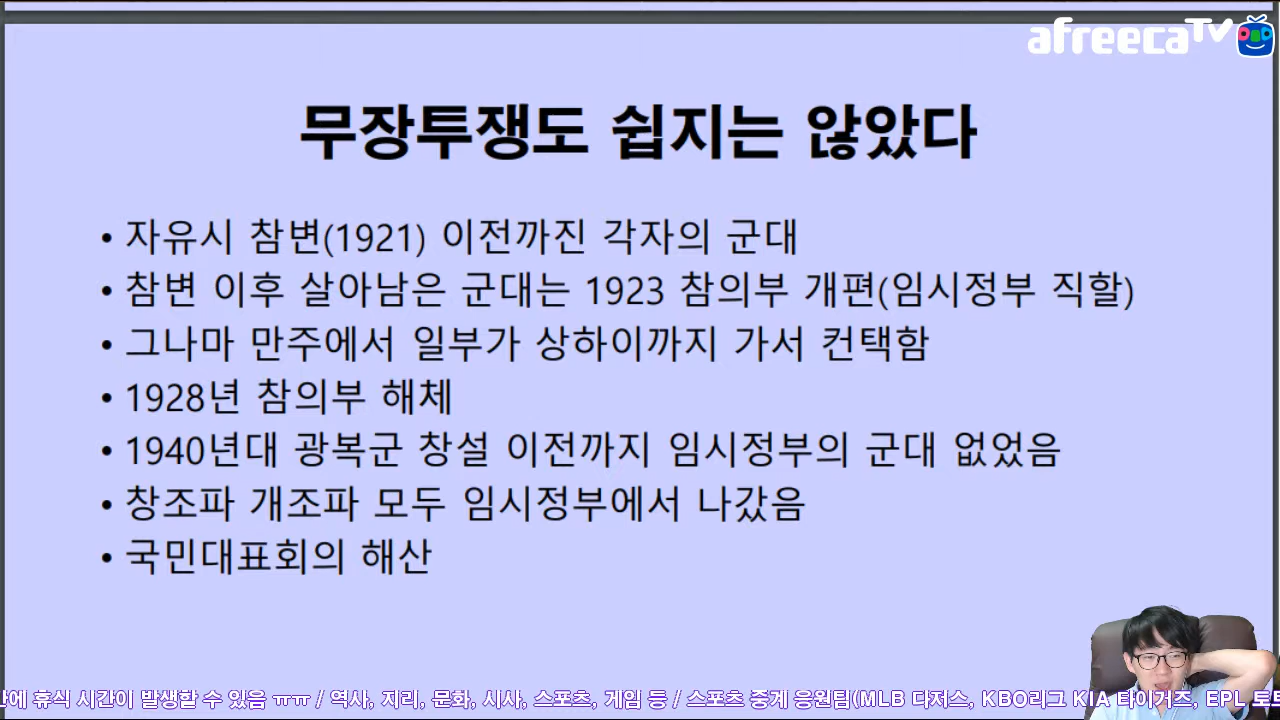 afreecaTV
무장투쟁도 쉽지는 않았다
• 자유시 참변(1921) 이전까진 각자의 군대
• 참변 이후 살아남은 군대는 1923 참의부 개편(임시정부 직할)
• 그나마 만주에서 일부가 상하이까지 가서 컨택함
• 1928년 참의부 해체
• 1940년대 광복군 창설 이전까지 임시정부의 군대 없었음
• 창조파 개조파 모두 임시정부에서 나갔음
• 국민대표회의 해산
휴식 시간이 발생할 수 있음 ㅠㅠ / 역사, 지리, 문화, 시사, 스포츠, 게임 등 / 스포츠 중계 응원팀(MLB 다저스, KBO리그 KIA 타이거즈, EPL 토트